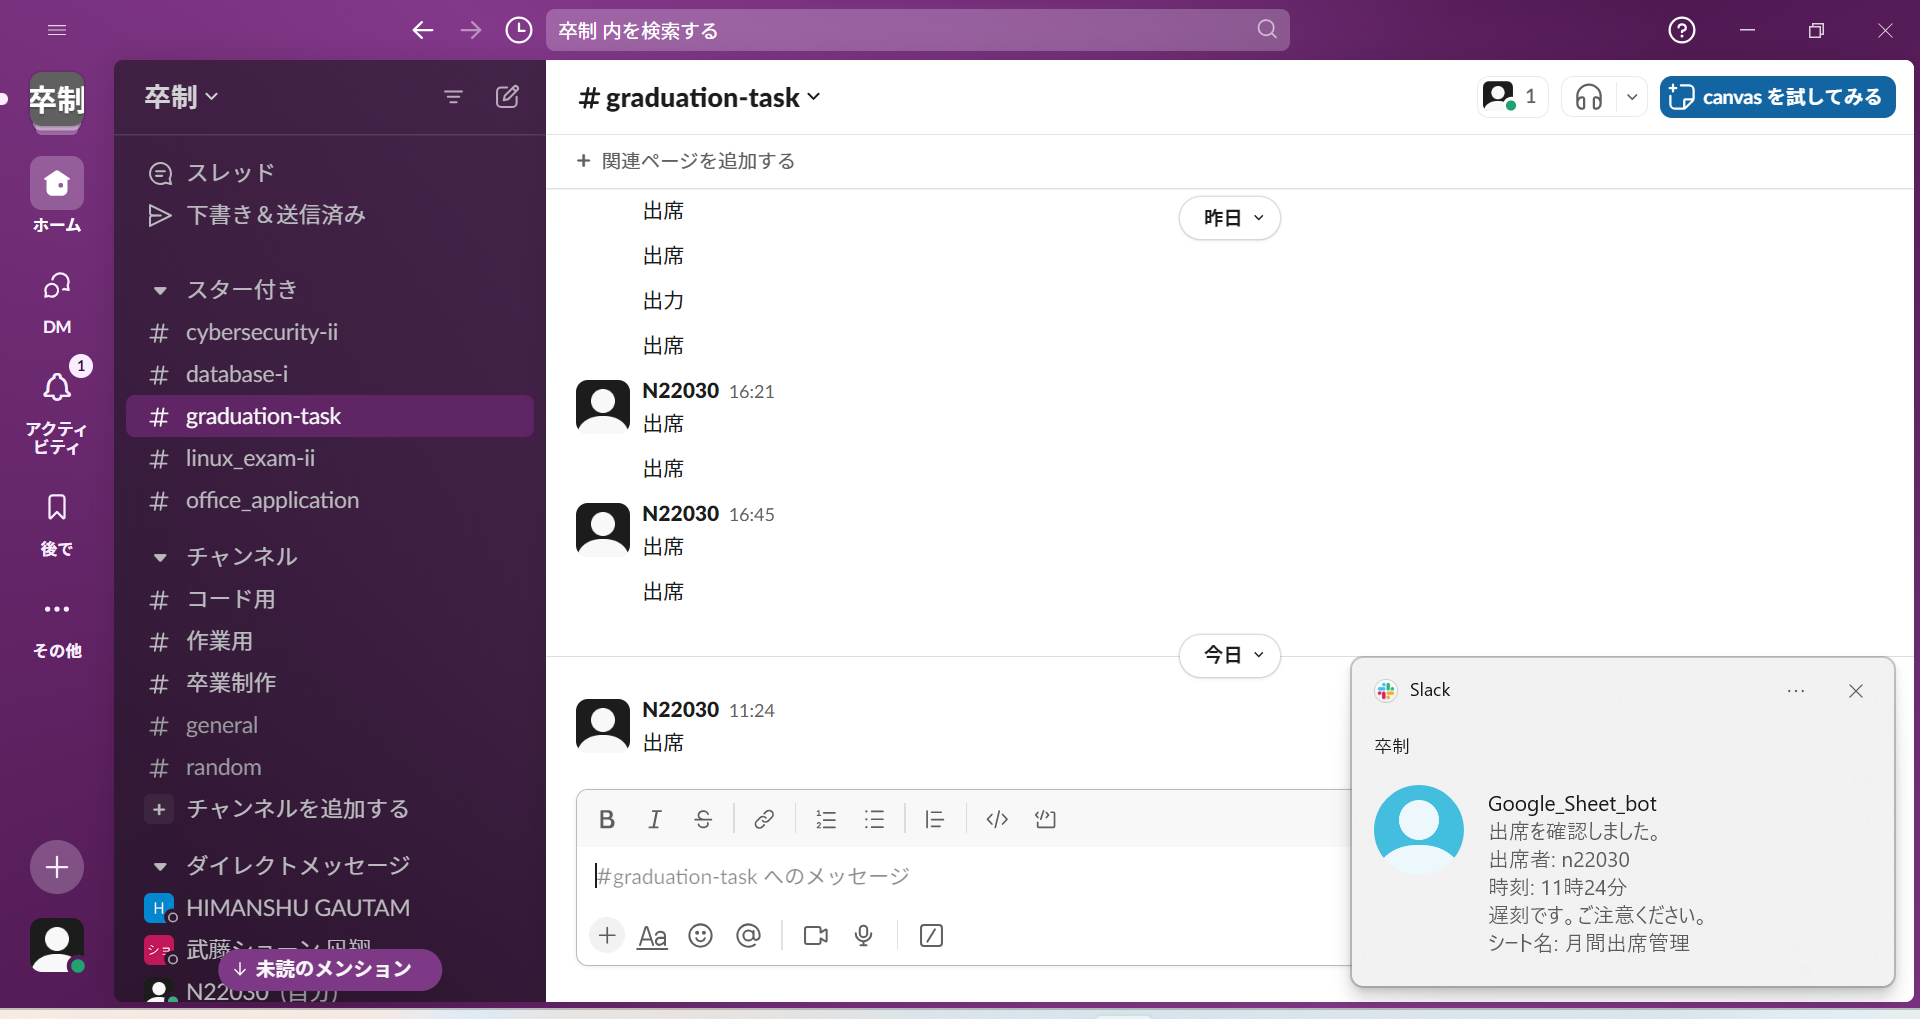 卒制 内を検索する
卒制
卒制
ホーム
DM
1
アクティ
ビティ
後で
その他
スレッド
下書き＆送信済み
スター付き
# cybersecurity-ii
# database-i
# graduation-task
# linux_exam-ii
# office_application
チャンネル
# コード用
# 作業用
# 卒業制作
# general
# random
+ チャンネルを追加する
ダイレクトメッセージ
H HIMANSHU GAUTAM
ショ 武藤ショーン 凪翔
↓ 未読のメンション
N22030 (自分)
# graduation-task
1
canvas を試してみる
+ 関連ページを追加する
昨日
出席
出席
出力
出席
N22030 16:21
出席
出席
N22030 16:45
出席
出席
今日
N22030 11:24
出席
B I S
#graduation-task へのメッセージ
Aa
Slack
卒制
Google_Sheet_bot
出席を確認しました。
出席者: n22030
時刻: 11時24分
遅刻です。ご注意ください。
シート名: 月間出席管理